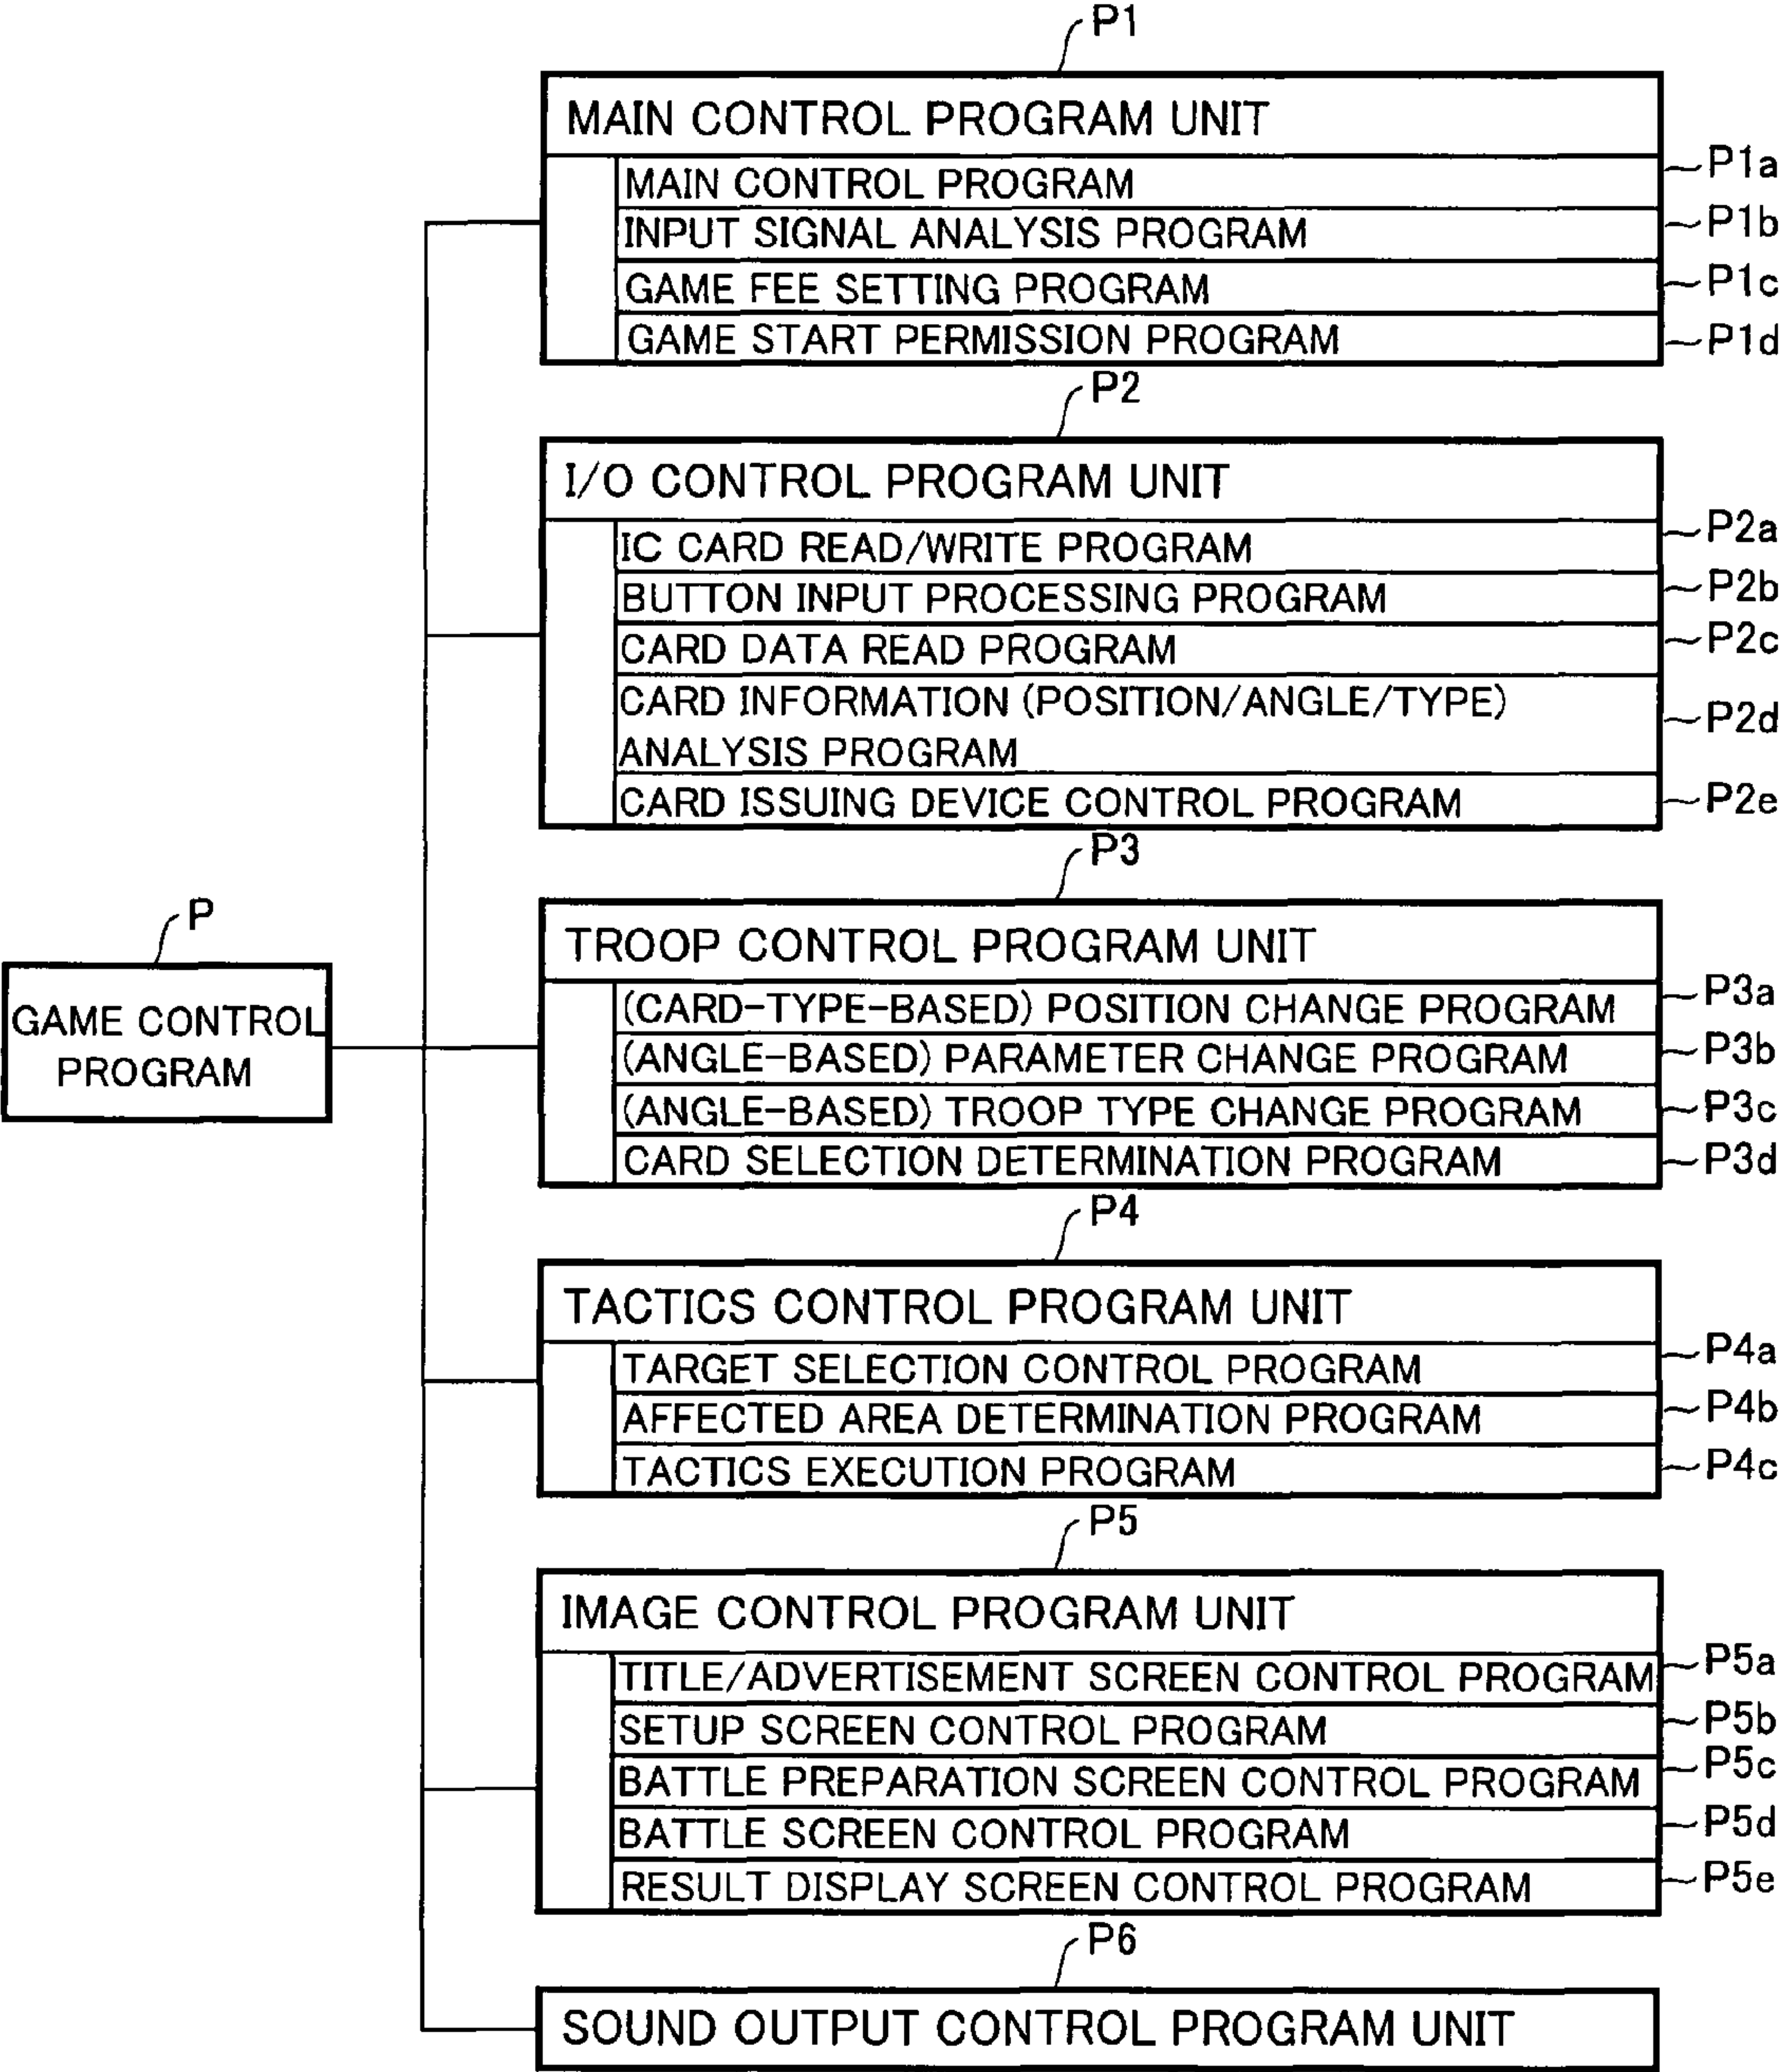 P1
MAIN CONTROL PROGRAM UNIT
MAIN CONTROL PROGRAM P1a
INPUT SIGNAL ANALYSIS PROGRAM P1b
GAME FEE SETTING PROGRAM P1c
GAME START PERMISSION PROGRAM P1d
P2
I/O CONTROL PROGRAM UNIT
IC CARD READ/WRITE PROGRAM P2a
BUTTON INPUT PROCESSING PROGRAM P2b
CARD DATA READ PROGRAM P2c
CARD INFORMATION (POSITION/ANGLE/TYPE) P2d
ANALYSIS PROGRAM
CARD ISSUING DEVICE CONTROL PROGRAM P2e
P
GAME CONTROL
PROGRAM
P3
TROOP CONTROL PROGRAM UNIT
(CARD-TYPE-BASED) POSITION CHANGE PROGRAM P3a
(ANGLE-BASED) PARAMETER CHANGE PROGRAM P3b
(ANGLE-BASED) TROOP TYPE CHANGE PROGRAM P3c
CARD SELECTION DETERMINATION PROGRAM P3d
P4
TACTICS CONTROL PROGRAM UNIT
TARGET SELECTION CONTROL PROGRAM P4a
AFFECTED AREA DETERMINATION PROGRAM P4b
TACTICS EXECUTION PROGRAM P4c
P5
IMAGE CONTROL PROGRAM UNIT
TITLE/ADVERTISEMENT SCREEN CONTROL PROGRAM P5a
SETUP SCREEN CONTROL PROGRAM P5b
BATTLE PREPARATION SCREEN CONTROL PROGRAM P5c
BATTLE SCREEN CONTROL PROGRAM P5d
RESULT DISPLAY SCREEN CONTROL PROGRAM P5e
P6
SOUND OUTPUT CONTROL PROGRAM UNIT